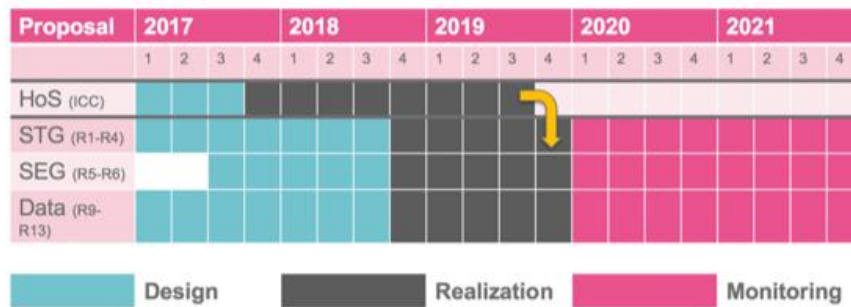 Proposal 2017 2018 2019 2020 2021
1 2 3 4 1 2 3 4 1 2 3 4 1 2 3 4 1 2 3 4
HoS (ICC)
STG (R1-R4)
SEG (R5-R6)
Data (R9-
R13)
Design Realization Monitoring